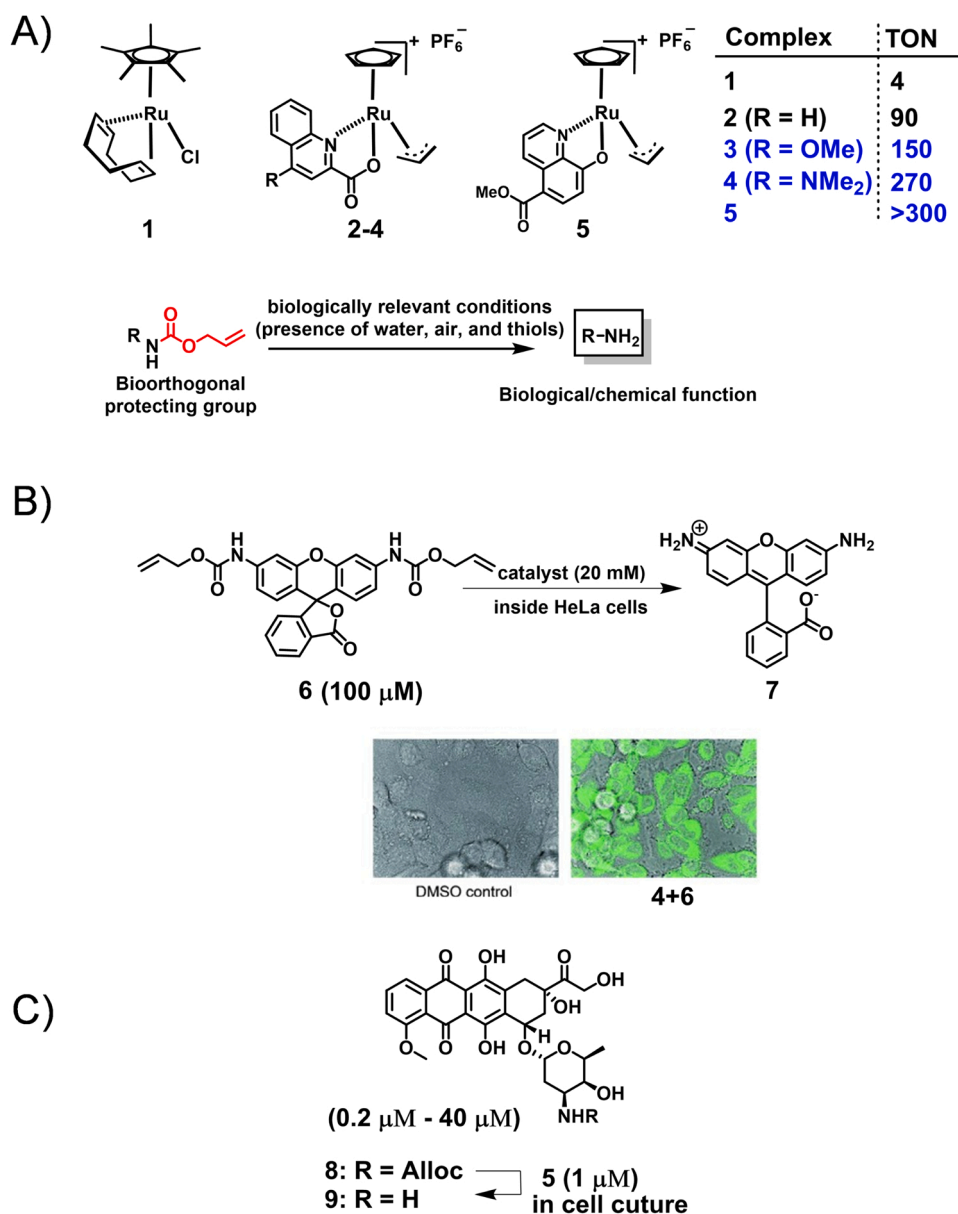 A)
+ PF6−
+ PF6−
Ru
Cl
1
Ru
N
O
R
O
2-4
Ru
N
O
MeO
O
5
Complex TON
1 4
2 (R = H) 90
3 (R = OMe) 150
4 (R = NMe2) 270
5 >300
R
N
H
O
O
Bioorthogonal
protecting group
biologically relevant conditions
(presence of water, air, and thiols)
R−NH2
Biological/chemical function
B)
O
O
H
N
O
H
N
O
O
O
O
6 (100 μM)
catalyst (20 mM)
inside HeLa cells
H2N
+
O
NH2
O-
O
7
DMSO control
4+6
C)
O
OH
O
OH
OH
O
O
OH
O
H
O
OH
NHR
(0.2 μM - 40 μM)
8: R = Alloc
9: R = H
5 (1 μM)
in cell cuture